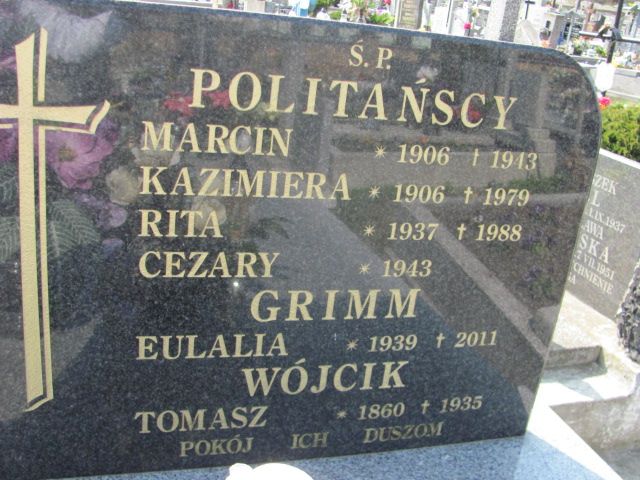 Ś. P.
POLITAŃSCY
MARCIN * 1906 † 1943
KAZIMIERA * 1906 † 1979
RITA * 1937 † 1988
CEZARY * 1943
GRIMM
EULALIA * 1939 † 2011
WÓJCIK
TOMASZ * 1860 † 1935
POKÓJ ICH DUSZOM